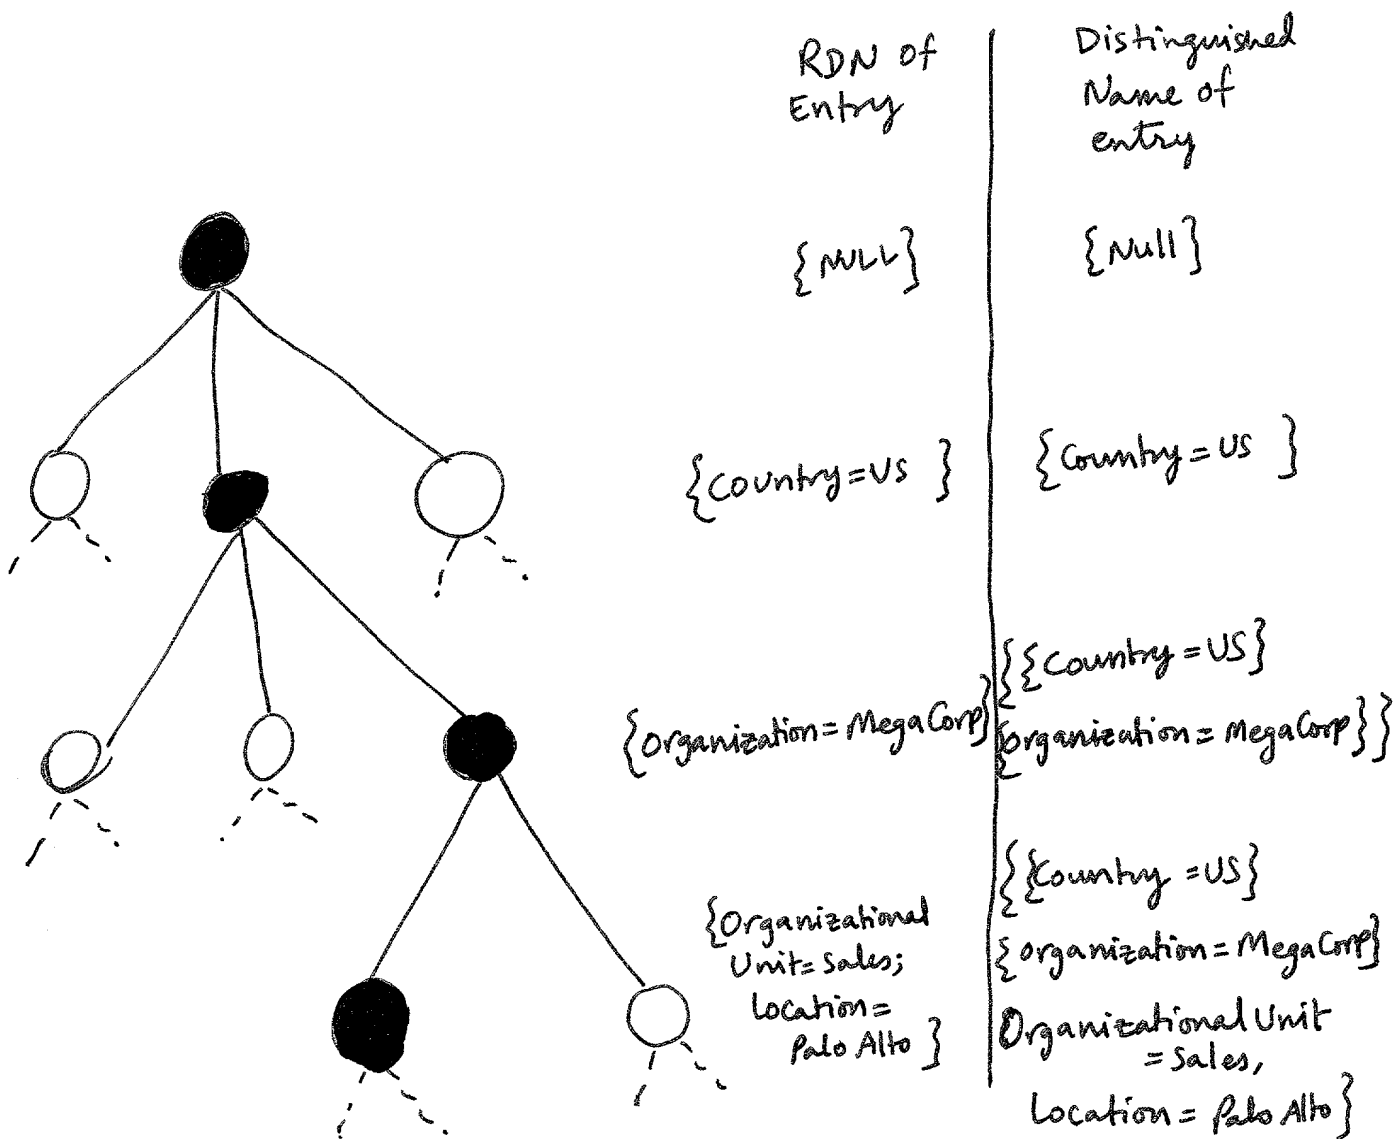 RDN of
Entry
Distinguished
Name of
entry
{NULL}
{Null}
{Country=US }
{Country=US }
{Organization=MegaCorp}
{{Country=US}
{Organization=MegaCorp}}
{Organizational
Unit=Sales;
Location=
Palo Alto }
{{Country =US}
{organization=MegaCorp}
Organizational Unit
=Sales,
Location= Palo Alto}